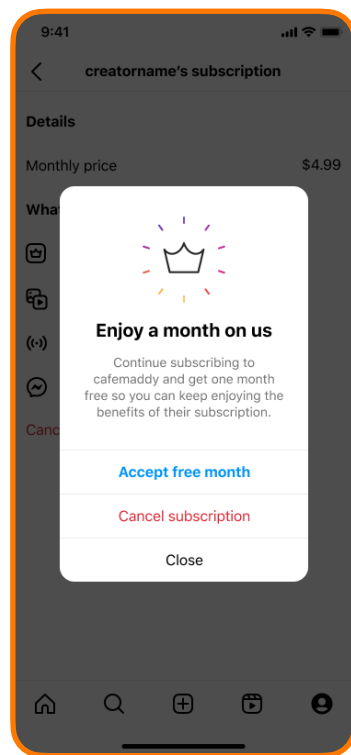 9:41
creatorname's subscription
Details
Monthly price $4.99
What
Enjoy a month on us
Continue subscribing to
cafemaddy and get one month
free so you can keep enjoying the
benefits of their subscription.
Canc
Accept free month
Cancel subscription
Close